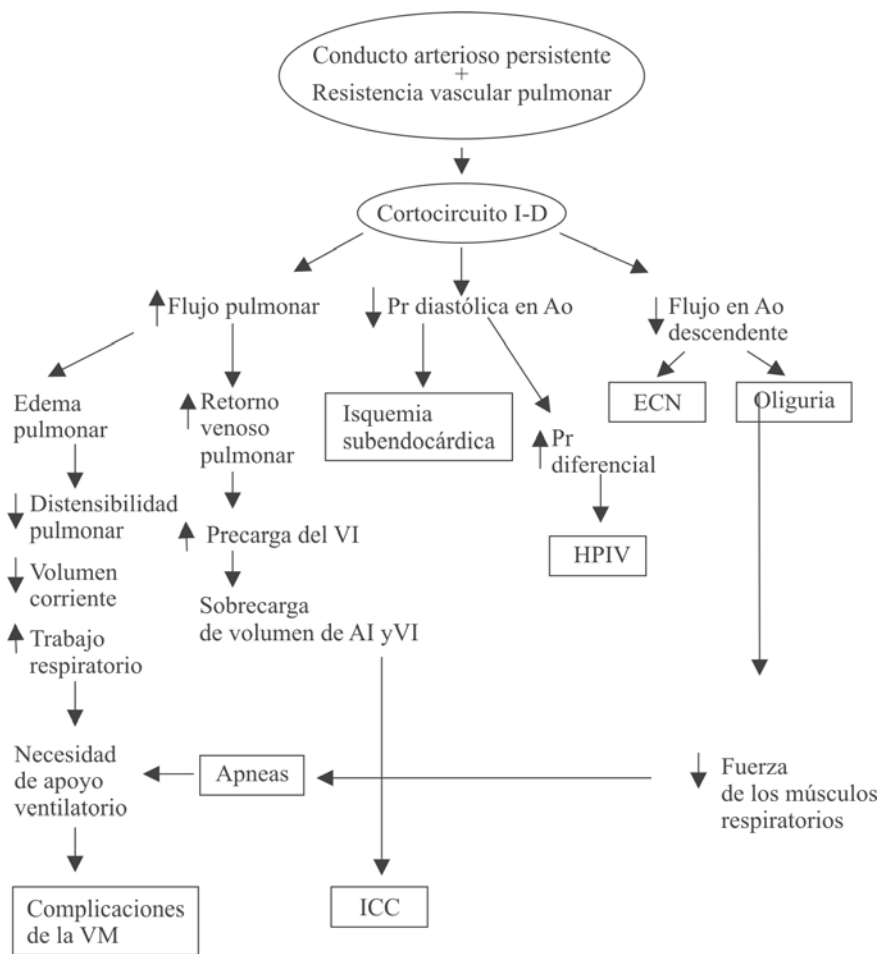 Conducto arterioso persistente
+
Resistencia vascular pulmonar
Cortocircuito I-D
Flujo pulmonar
Pr diastólica en Ao
Flujo en Ao
descendente
Edema
pulmonar
Retorno
venoso
pulmonar
Isquemia
subendocárdica
Pr
diferencial
ECN
Oliguria
Distensibilidad
pulmonar
Precarga del VI
HPIV
Volumen
corriente
Sobrecarga
de volumen de AI yVI
Trabajo
respiratorio
Necesidad
de apoyo
ventilatorio
Apneas
Fuerza
de los músculos
respiratorios
Complicaciones
de la VM
ICC